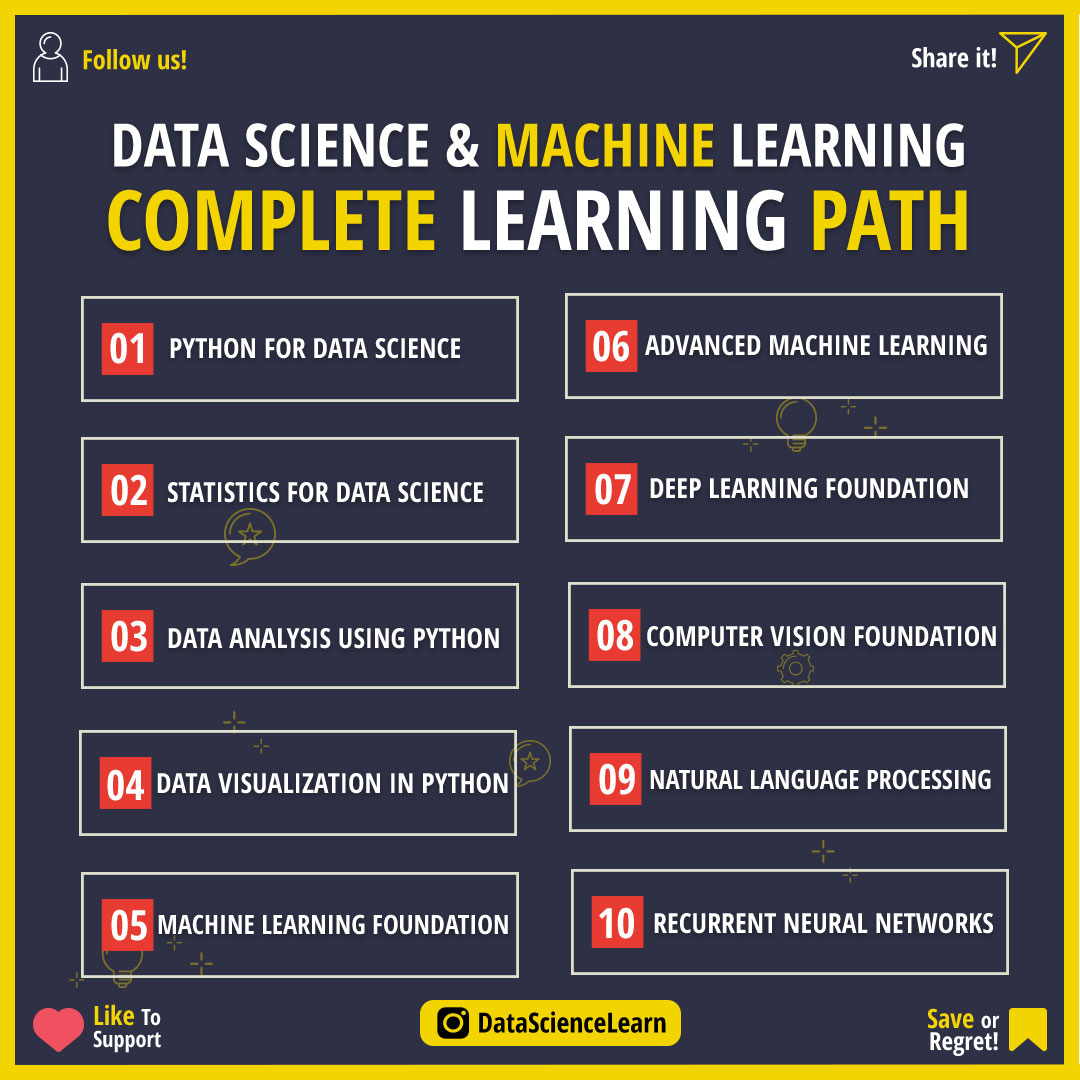 Follow us!
Share it!
DATA SCIENCE & MACHINE LEARNING
COMPLETE LEARNING PATH
01 PYTHON FOR DATA SCIENCE
02 STATISTICS FOR DATA SCIENCE
03 DATA ANALYSIS USING PYTHON
04 DATA VISUALIZATION IN PYTHON
05 MACHINE LEARNING FOUNDATION
06 ADVANCED MACHINE LEARNING
07 DEEP LEARNING FOUNDATION
08 COMPUTER VISION FOUNDATION
09 NATURAL LANGUAGE PROCESSING
10 RECURRENT NEURAL NETWORKS
Like To
Support
DataScienceLearn
Save or
Regret!